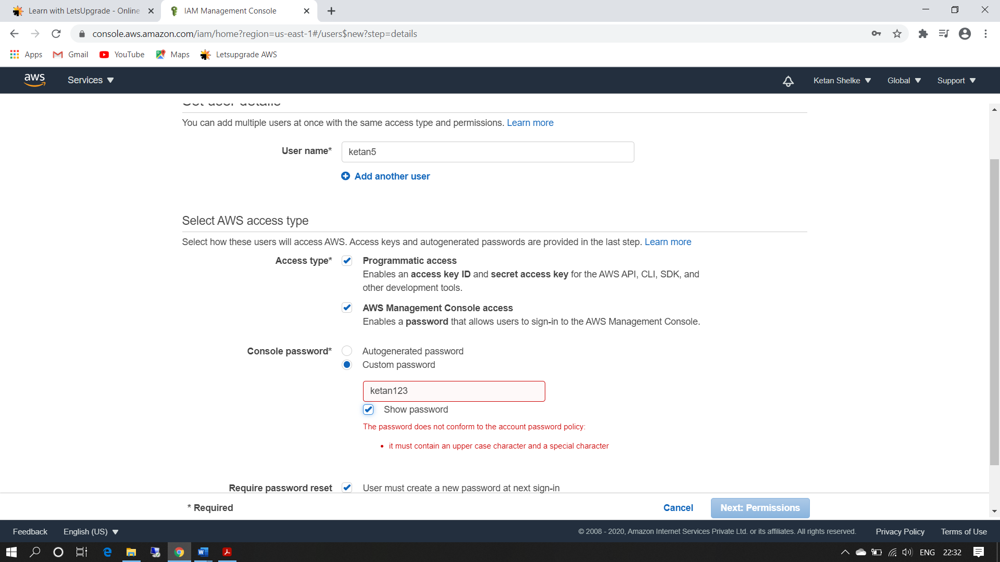 Learn with LetsUpgrade - Online
IAM Management Console
console.aws.amazon.com/iam/home?region=us-east-1#/users$new?step=details
Apps
Gmail
YouTube
Maps
Letsupgrade AWS
aws
Services
Ketan Shelke
Global
Support
Set user details
You can add multiple users at once with the same access type and permissions. Learn more
User name*
ketan5
Add another user
Select AWS access type
Select how these users will access AWS. Access keys and autogenerated passwords are provided in the last step. Learn more
Access type*
Programmatic access
Enables an access key ID and secret access key for the AWS API, CLI, SDK, and
other development tools.
AWS Management Console access
Enables a password that allows users to sign-in to the AWS Management Console.
Console password*
Autogenerated password
Custom password
ketan123
Show password
The password does not conform to the account password policy:
• it must contain an upper case character and a special character
Require password reset
User must create a new password at next sign-in
* Required
Cancel
Next: Permissions
Feedback
English (US)
© 2008 - 2020, Amazon Internet Services Private Ltd. or its affiliates. All rights reserved.
Privacy Policy
Terms of Use
ENG
22:32